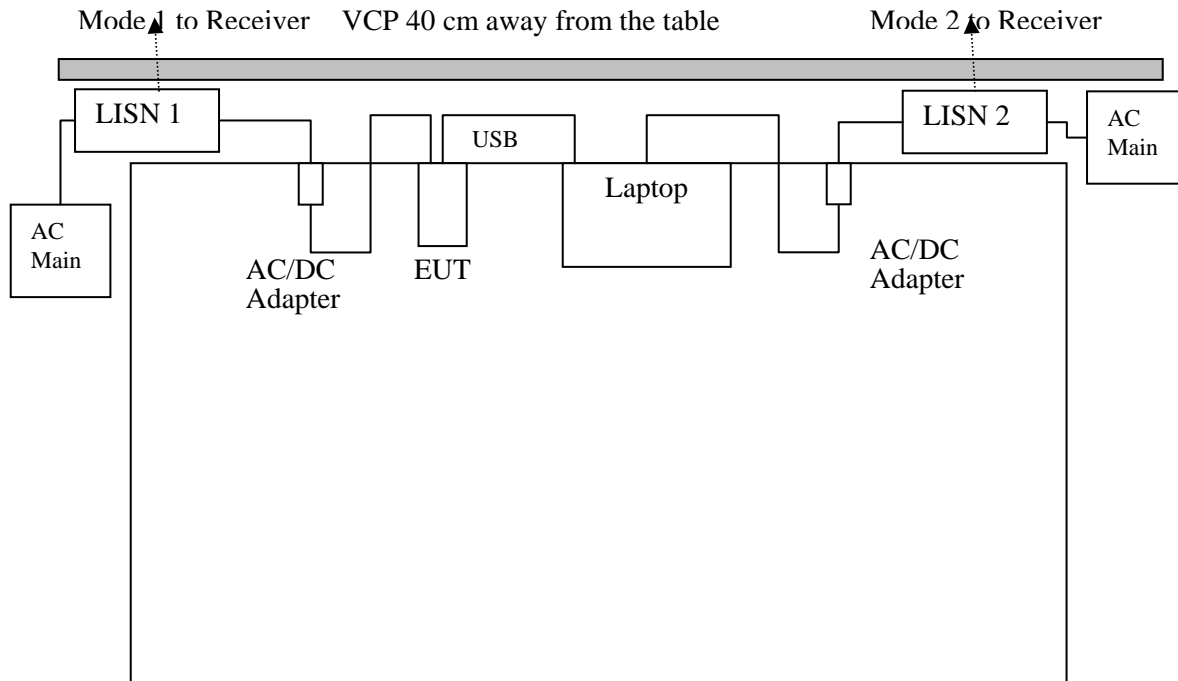 Mode 1 to Receiver
VCP 40 cm away from the table
Mode 2 to Receiver
LISN 1
USB
LISN 2
AC
Main
Laptop
AC
Main
AC/DC
Adapter
EUT
AC/DC
Adapter